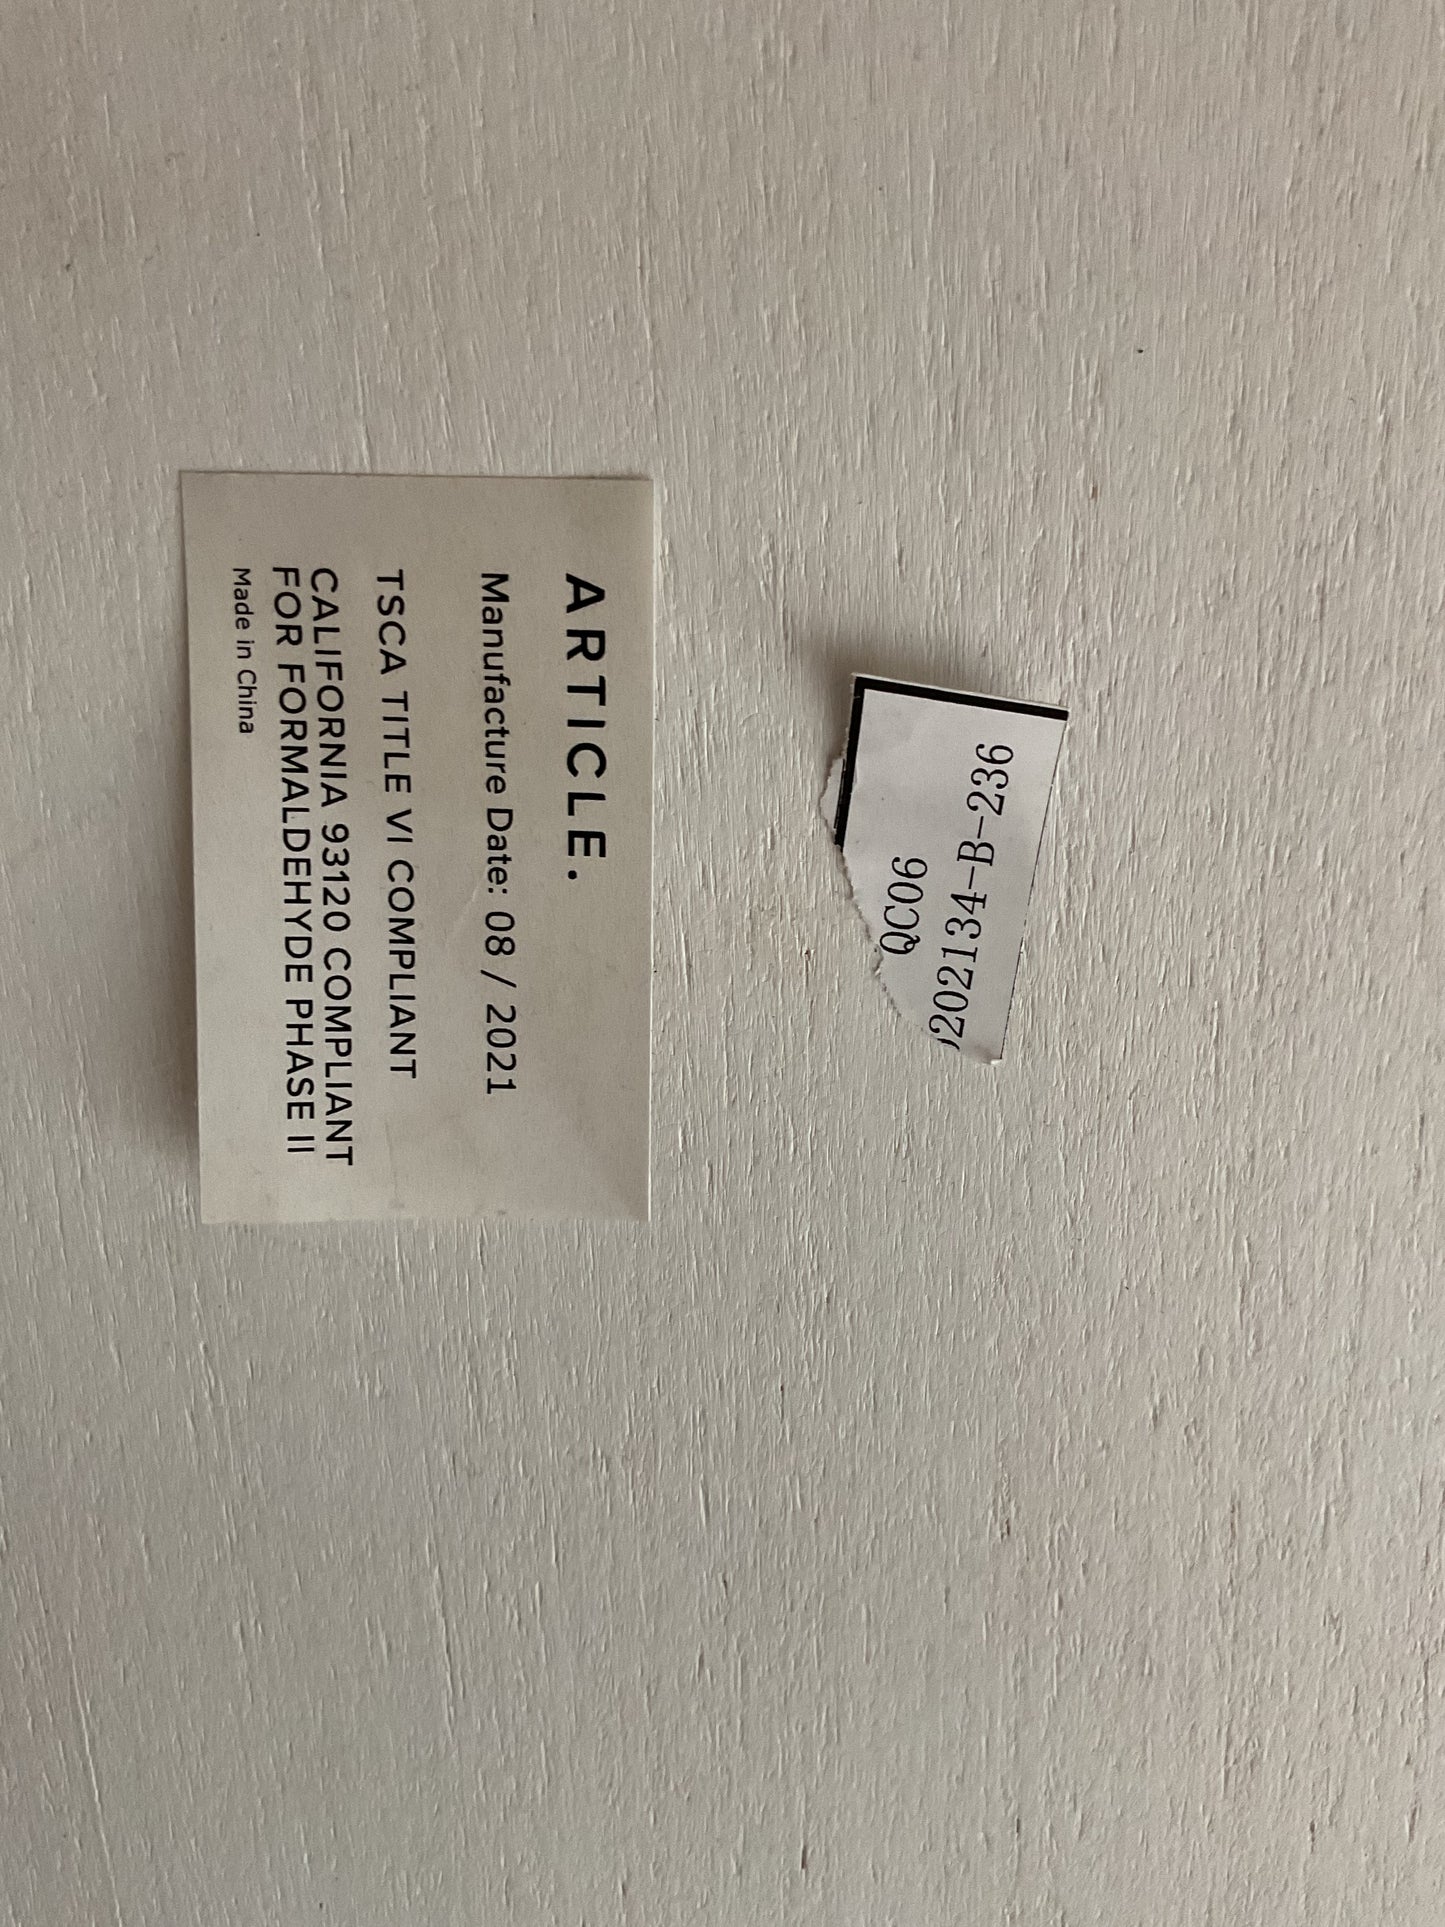 ARTICLE.
Manufacture Date: 08 / 2021
TSCA TITLE VI COMPLIANT
CALIFORNIA 93120 COMPLIANT
FOR FORMALDEHYDE PHASE II
Made in China
202134-B-236
QC06